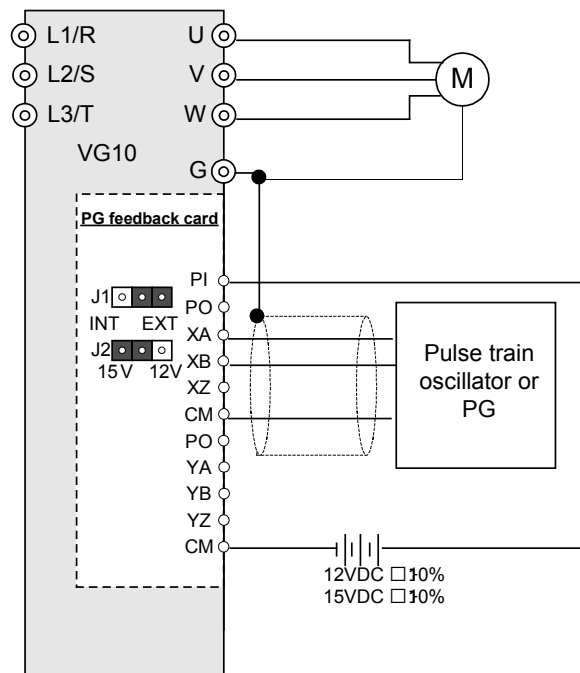 L1/R
U
L2/S
V
M
L3/T
W
VG10
G
PG feedback card
PI
J1
PO
INT EXT
XA
J2
XB
15V 12V
XZ
Pulse train
oscillator or
PG
CM
PO
YA
YB
YZ
CM
12VDC □10%
15VDC □10%